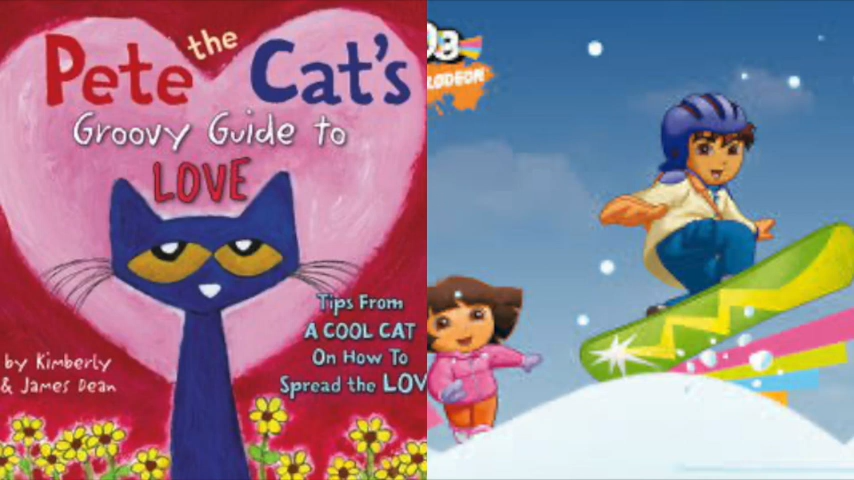 Pete the Cat's
Groovy Guide to
LOVE
Tips From
A COOL CAT
On How To
Spread the LOV
by Kimberly
& James Dean